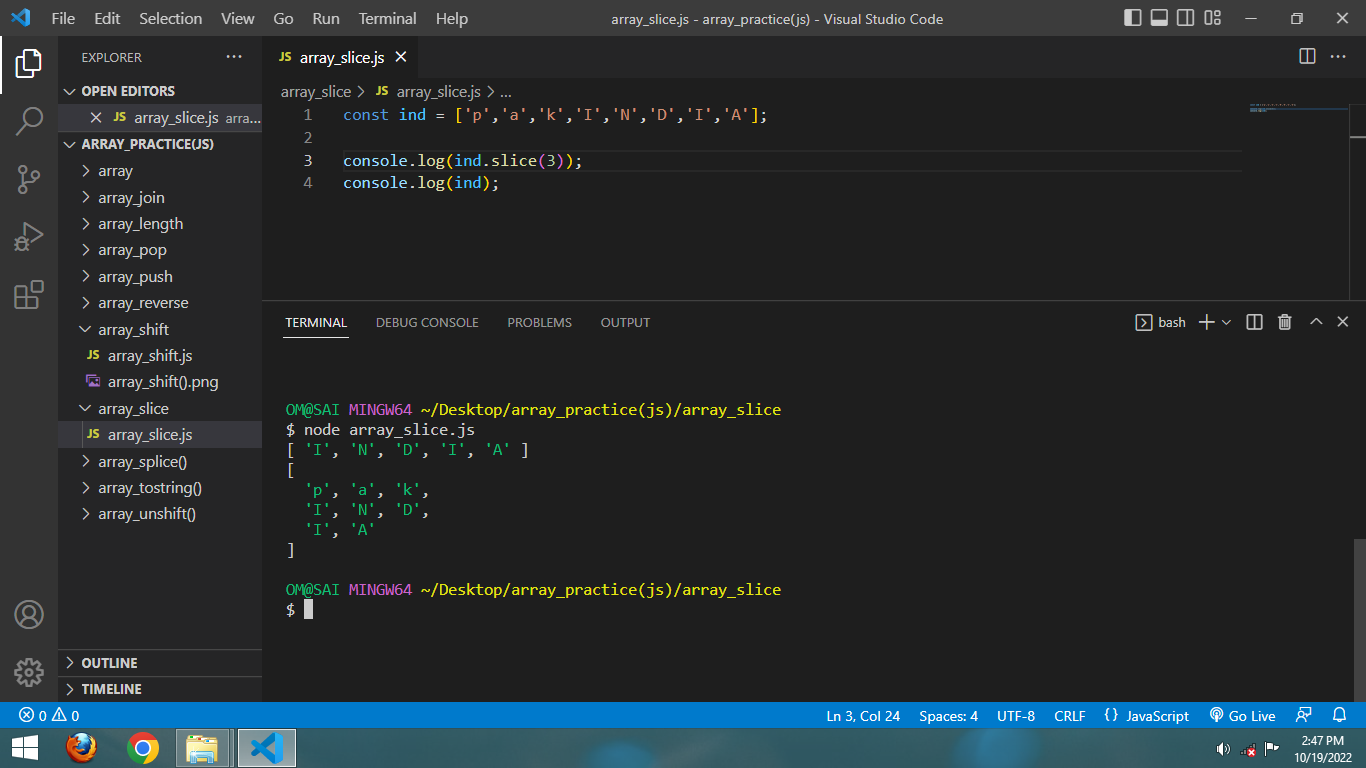 File Edit Selection View Go Run Terminal Help array_slice.js - array_practice(js) - Visual Studio Code
EXPLORER ···
OPEN EDITORS
JS array_slice.js arra...
ARRAY_PRACTICE(JS)
array
array_join
array_length
array_pop
array_push
array_reverse
array_shift
JS array_shift.js
array_shift().png
array_slice
JS array_slice.js
array_splice()
array_tostring()
array_unshift()
OUTLINE
TIMELINE
JS array_slice.js
array_slice > JS array_slice.js > ...
1 const ind = ['p','a','k','I','N','D','I','A'];
2
3 console.log(ind.slice(3));
4 console.log(ind);
TERMINAL DEBUG CONSOLE PROBLEMS OUTPUT bash
OM@SAI MINGW64 ~/Desktop/array_practice(js)/array_slice
$ node array_slice.js
[ 'I', 'N', 'D', 'I', 'A' ]
[
'p', 'a', 'k',
'I', 'N', 'D',
'I', 'A'
]
OM@SAI MINGW64 ~/Desktop/array_practice(js)/array_slice
$
0 0 Ln 3, Col 24 Spaces: 4 UTF-8 CRLF {} JavaScript Go Live
2:47 PM
10/19/2022